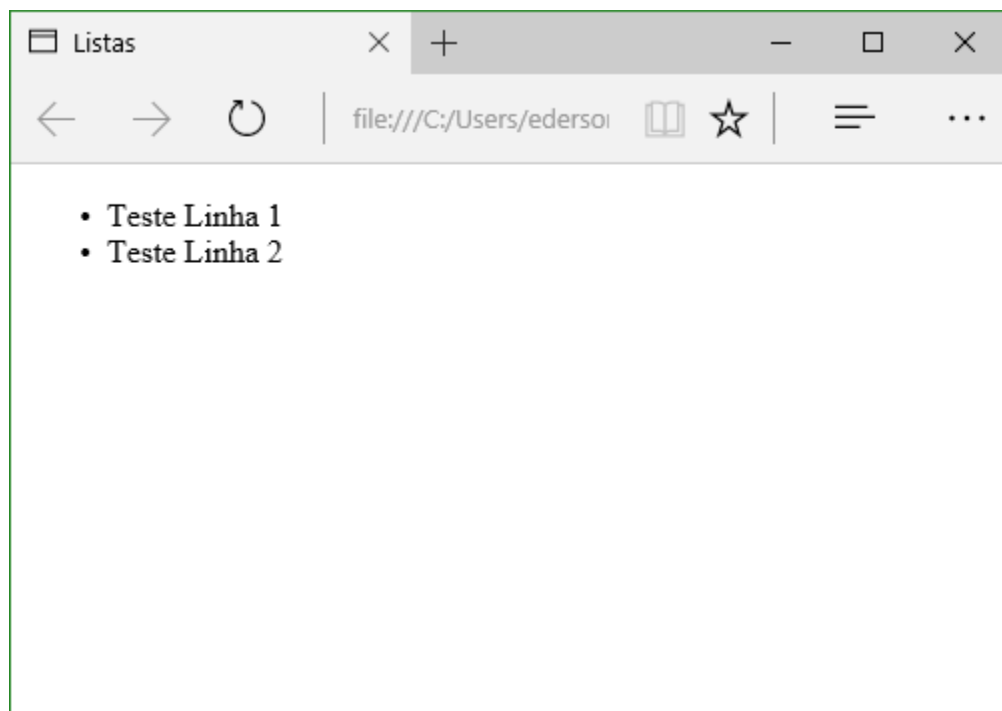 Listas
file:///C:/Users/ederso
• Teste Linha 1
• Teste Linha 2